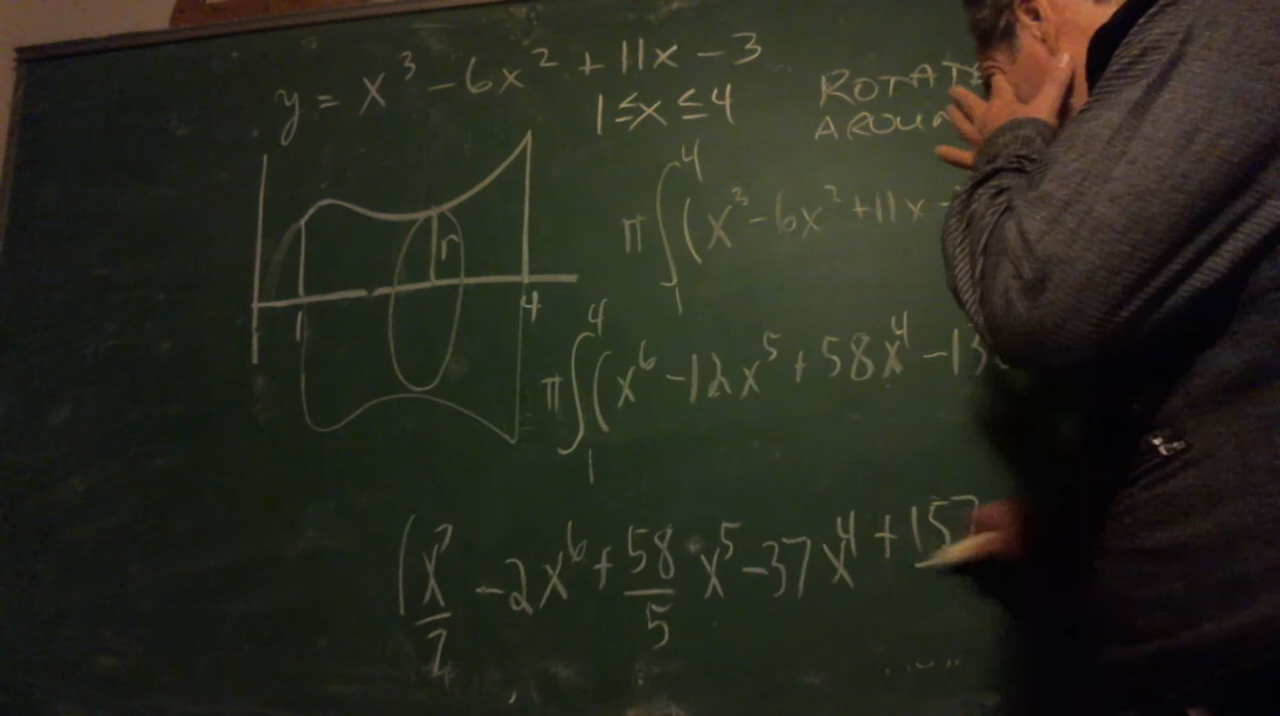 y = x³ - 6x² + 11x - 3
1 ≤ x ≤ 4
ROTATE
AROUN
π∫₁⁴ (x³ - 6x² + 11x -
r
1
4
π∫₁⁴ (x⁶ - 12x⁵ + 58x⁴ - 13
(x⁷/7 - 2x⁶ + 58/5 x⁵ - 37x⁴ + 157